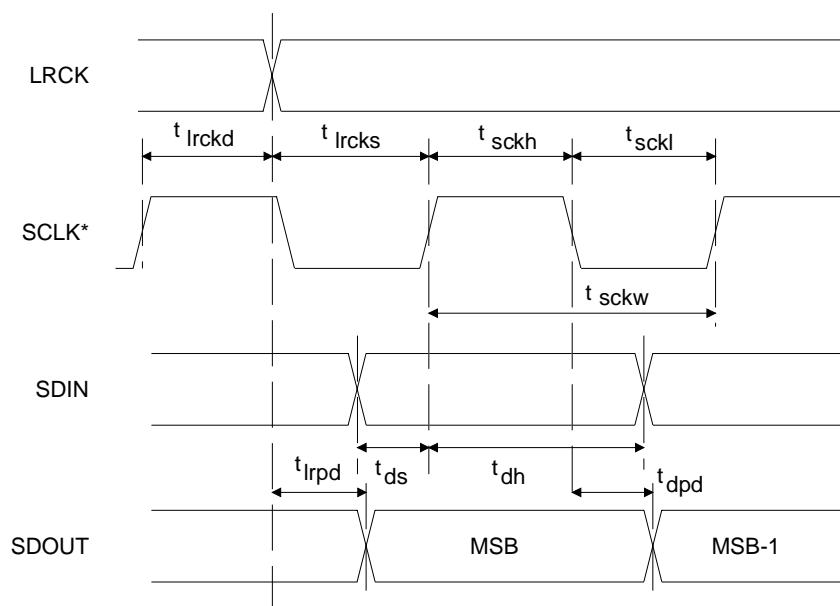 LRCK
t lrckd
t lrcks
t sckh
t sckl
SCLK*
t sckw
SDIN
t lrpd
t ds
t dh
t dpd
SDOUT
MSB
MSB-1